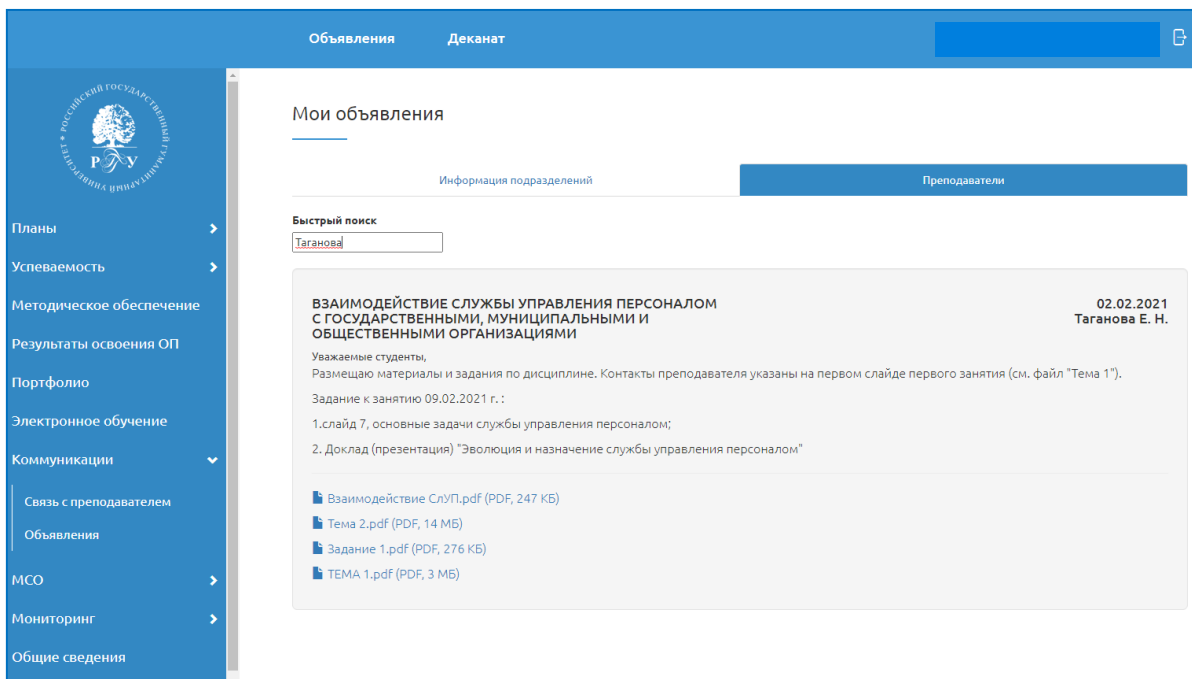 Объявления
Деканат
РОССИЙСКИЙ ГОСУДАРСТВЕННЫЙ ГУМАНИТАРНЫЙ УНИВЕРСИТЕТ
РГГУ
Планы
Успеваемость
Методическое обеспечение
Результаты освоения ОП
Портфолио
Электронное обучение
Коммуникации
Связь с преподавателем
Объявления
МСО
Мониторинг
Общие сведения
Мои объявления
Информация подразделений
Преподаватели
Быстрый поиск
Таганова
ВЗАИМОДЕЙСТВИЕ СЛУЖБЫ УПРАВЛЕНИЯ ПЕРСОНАЛОМ
С ГОСУДАРСТВЕННЫМИ, МУНИЦИПАЛЬНЫМИ И
ОБЩЕСТВЕННЫМИ ОРГАНИЗАЦИЯМИ
02.02.2021
Таганова Е. Н.
Уважаемые студенты,
Размещаю материалы и задания по дисциплине. Контакты преподавателя указаны на первом слайде первого занятия (см. файл "Тема 1").
Задание к занятию 09.02.2021 г. :
1.слайд 7, основные задачи службы управления персоналом;
2. Доклад (презентация) "Эволюция и назначение службы управления персоналом"
Взаимодействие СлУП.pdf (PDF, 247 КБ)
Тема 2.pdf (PDF, 14 МБ)
Задание 1.pdf (PDF, 276 КБ)
ТЕМА 1.pdf (PDF, 3 МБ)